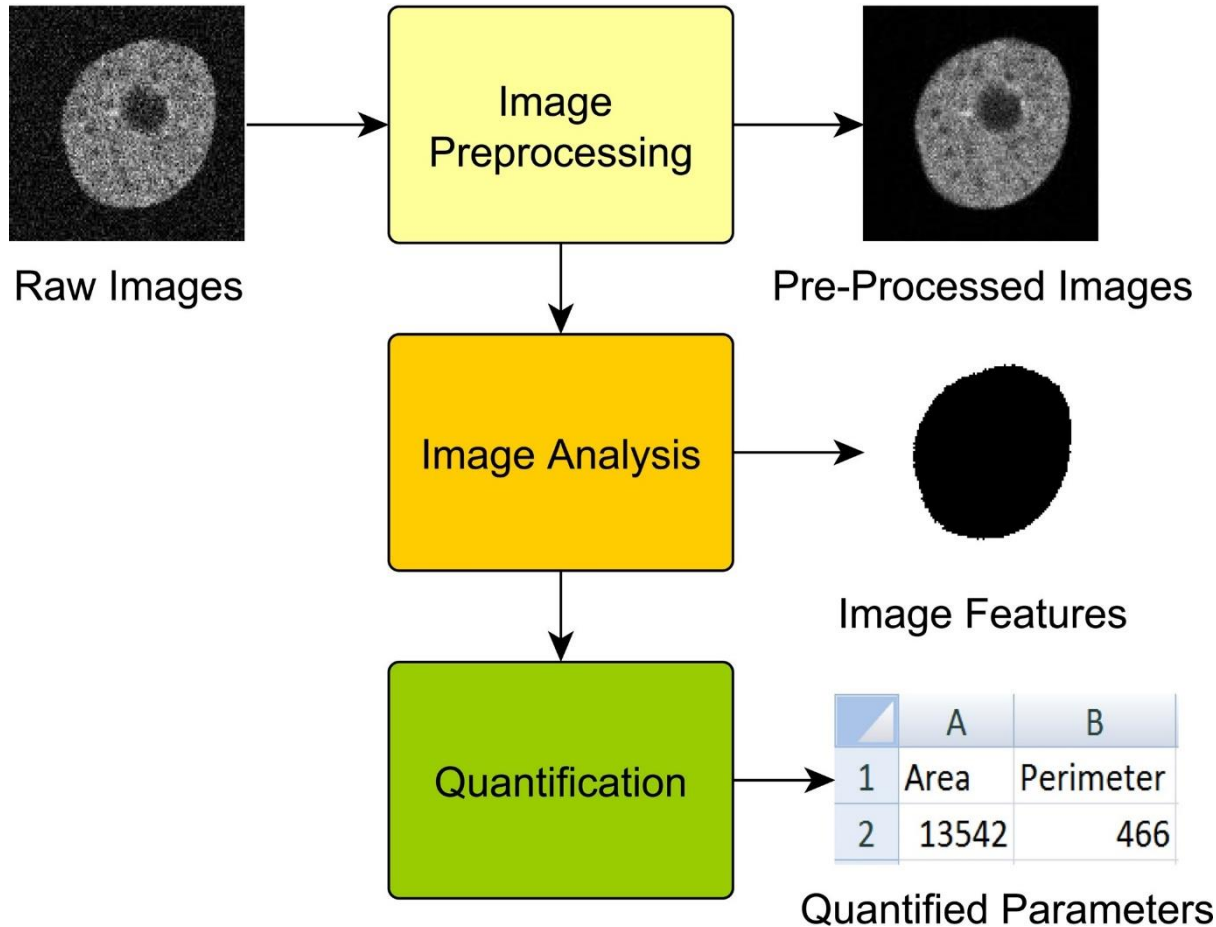 Image
Preprocessing
Raw Images
Pre-Processed Images
Image Analysis
Image Features
Quantification
A B
1 Area Perimeter
2 13542 466
Quantified Parameters